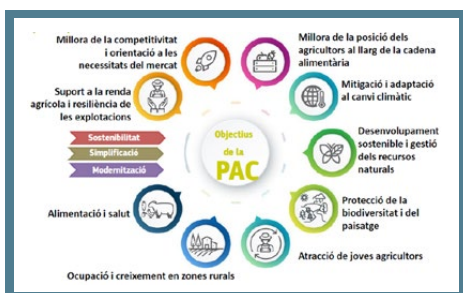 Millora de la competitivitat
i orientació a les
necessitats del mercat
Millora de la posició dels
agricultors al llarg de la cadena
alimentària
Suport a la renda
agrícola i resiliència de
les explotacions
Mitigació i adaptació
al canvi climàtic
Sostenibilitat
Simplificació
Modernització
Objectius
de la
PAC
Desenvolupament
sostenible i gestió
dels recursos
naturals
Alimentació i salut
Protecció de la
biodiversitat i del
paisatge
Ocupació i creixement en zones rurals
Atracció de joves agricultors